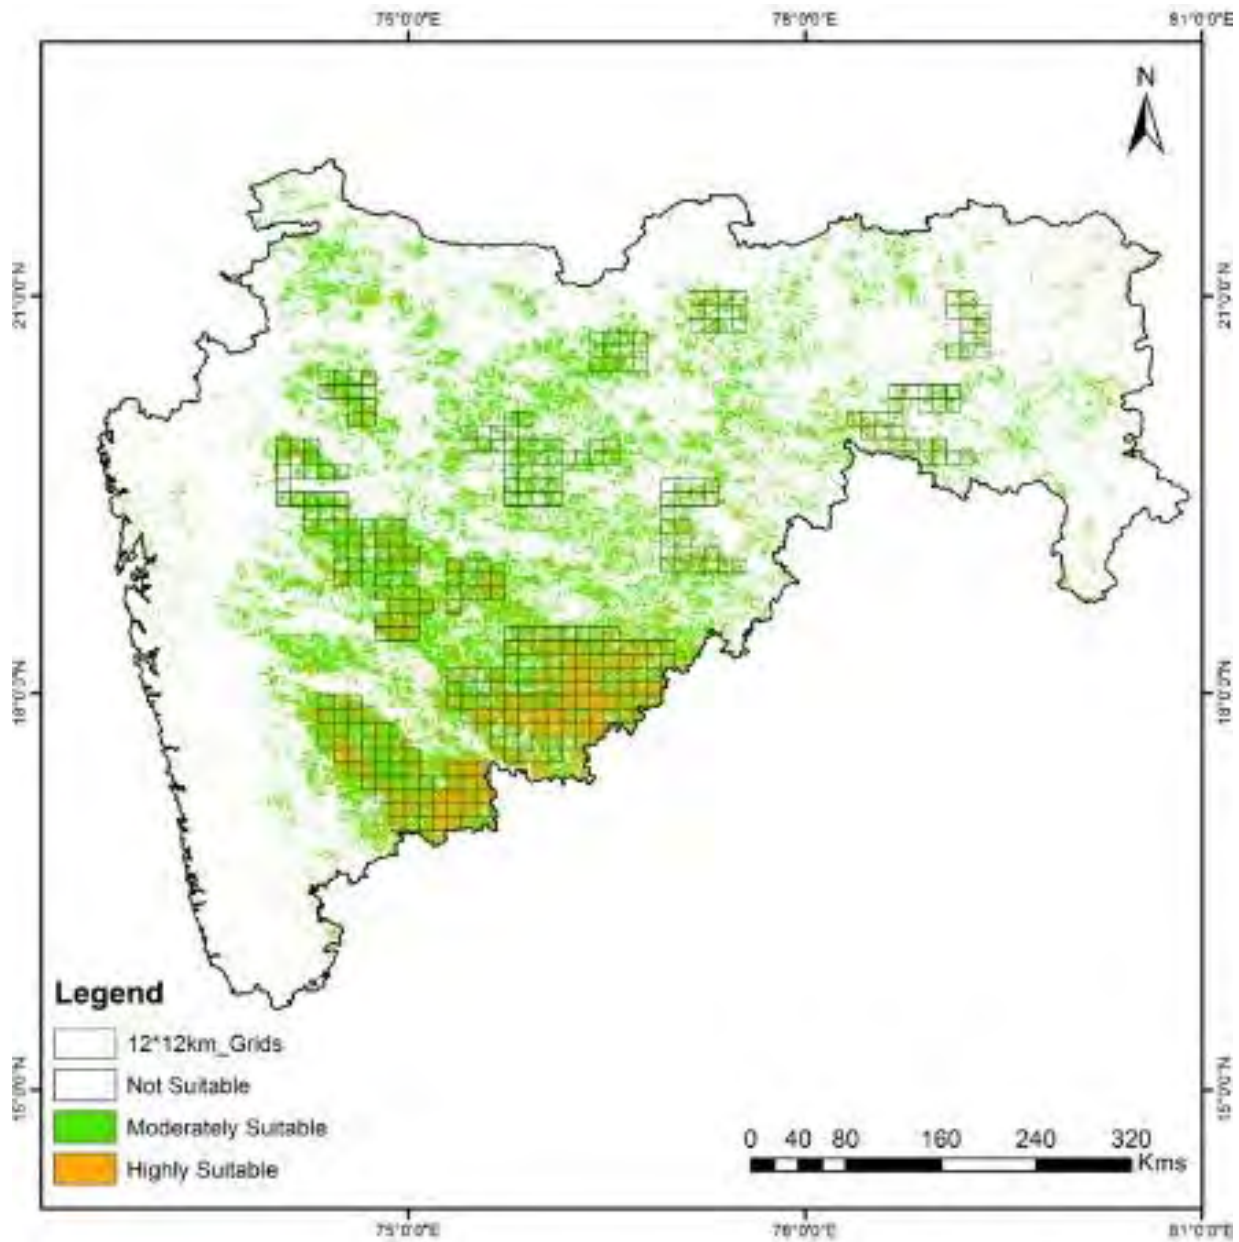 75°0'0"E 78°0'0"E 81°0'0"E
N
21°0'0"N 21°0'0"N
18°0'0"N 18°0'0"N
Legend
12*12km_Grids
Not Suitable
Moderately Suitable
Highly Suitable
15°0'0"N 15°0'0"N
0 40 80 160 240 320
Kms
75°0'0"E 78°0'0"E 81°0'0"E